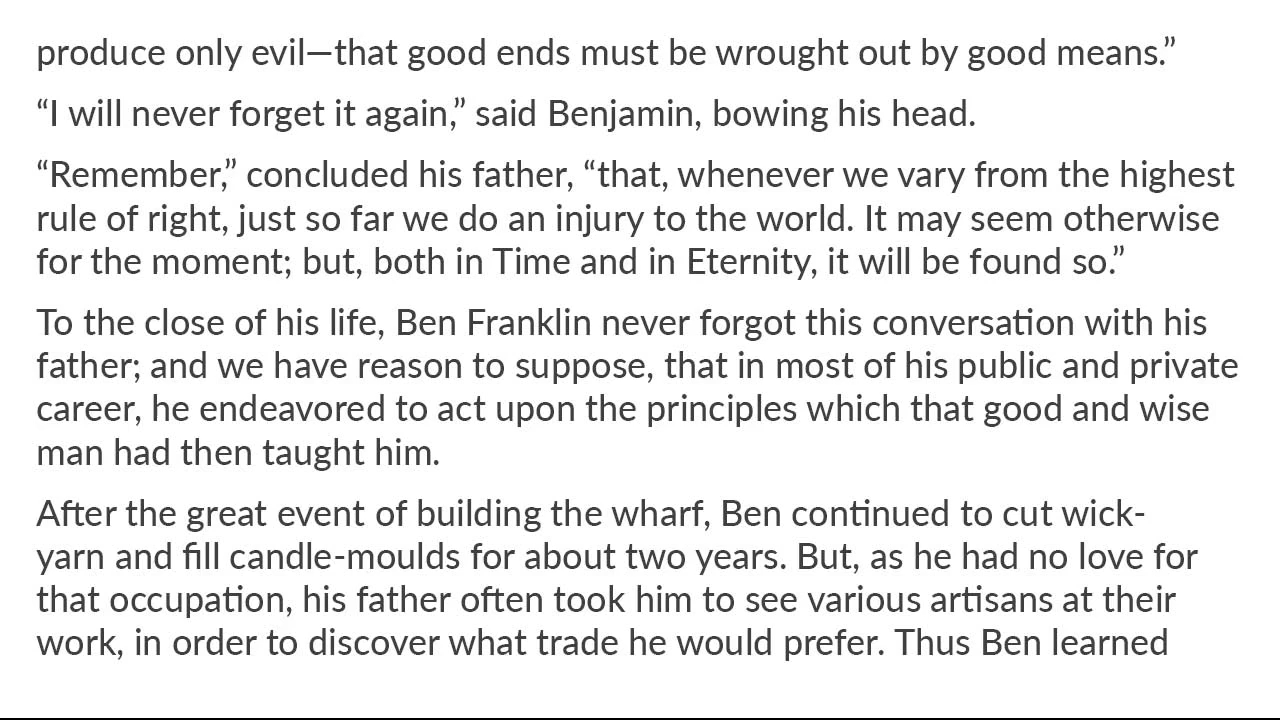 produce only evil—that good ends must be wrought out by good means.”
“I will never forget it again,” said Benjamin, bowing his head.
“Remember,” concluded his father, “that, whenever we vary from the highest
rule of right, just so far we do an injury to the world. It may seem otherwise
for the moment; but, both in Time and in Eternity, it will be found so.”
To the close of his life, Ben Franklin never forgot this conversation with his
father; and we have reason to suppose, that in most of his public and private
career, he endeavored to act upon the principles which that good and wise
man had then taught him.
After the great event of building the wharf, Ben continued to cut wick-
yarn and fill candle-moulds for about two years. But, as he had no love for
that occupation, his father often took him to see various artisans at their
work, in order to discover what trade he would prefer. Thus Ben learned